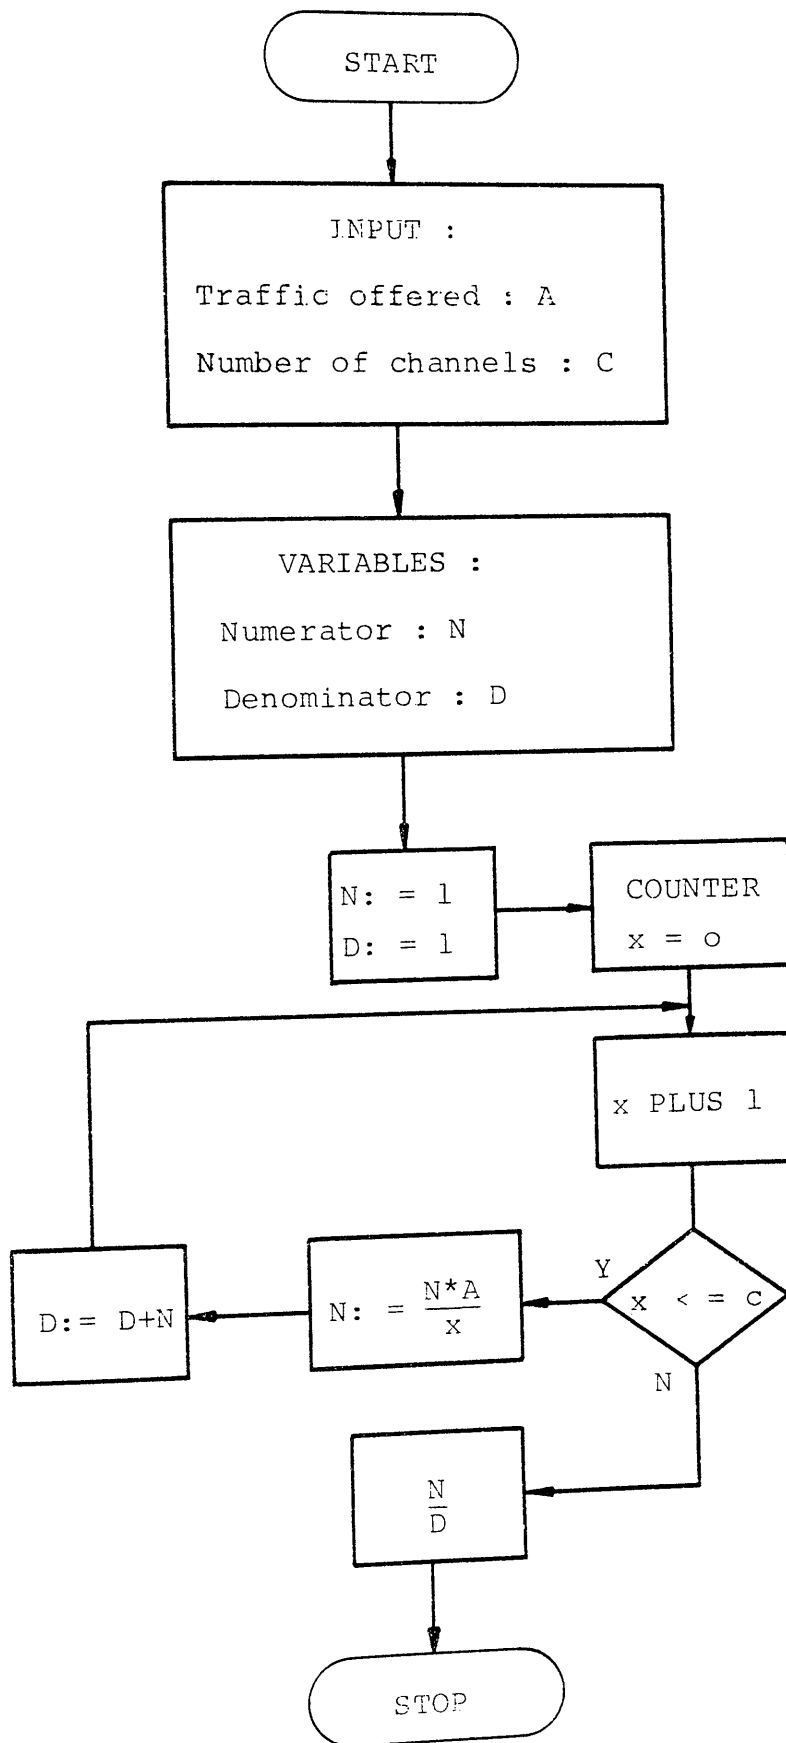 START
INPUT :
Traffic offered : A
Number of channels : C
VARIABLES :
Numerator : N
Denominator : D
N: = 1
D: = 1
COUNTER
x = o
x PLUS 1
x < = C
Y
N
N: = N*A
x
D:= D+N
N
D
STOP